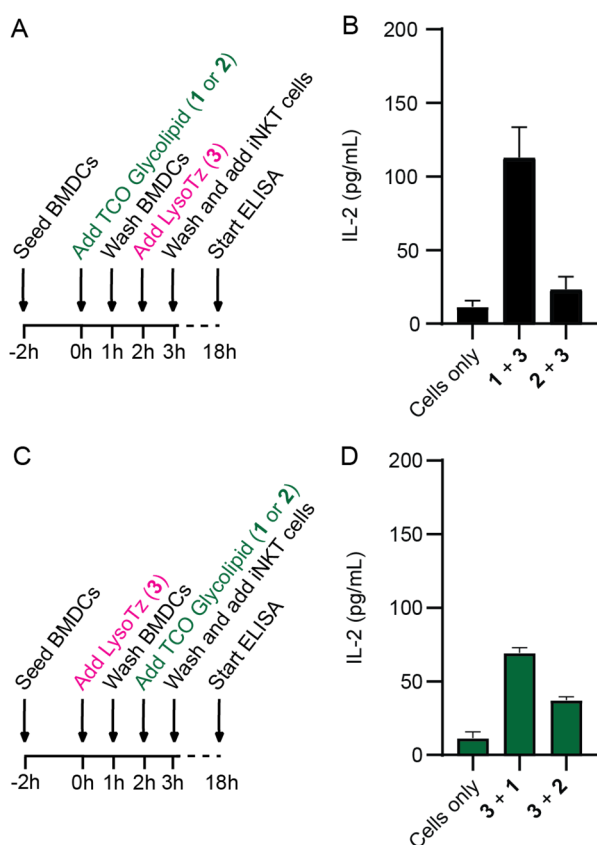 A
Seed BMDCs
Add TCO Glycolipid (1 or 2)
Wash BMDCs
Add LysoTz (3)
Wash and add iNKT cells
Start ELISA
-2h 0h 1h 2h 3h 18h
B
IL-2 (pg/mL)
200
150
100
50
0
Cells only
1 + 3
2 + 3
C
Seed BMDCs
Add LysoTz (3)
Wash BMDCs
Add TCO Glycolipid (1 or 2)
Wash and add iNKT cells
Start ELISA
-2h 0h 1h 2h 3h 18h
D
IL-2 (pg/mL)
200
150
100
50
0
Cells only
3 + 1
3 + 2